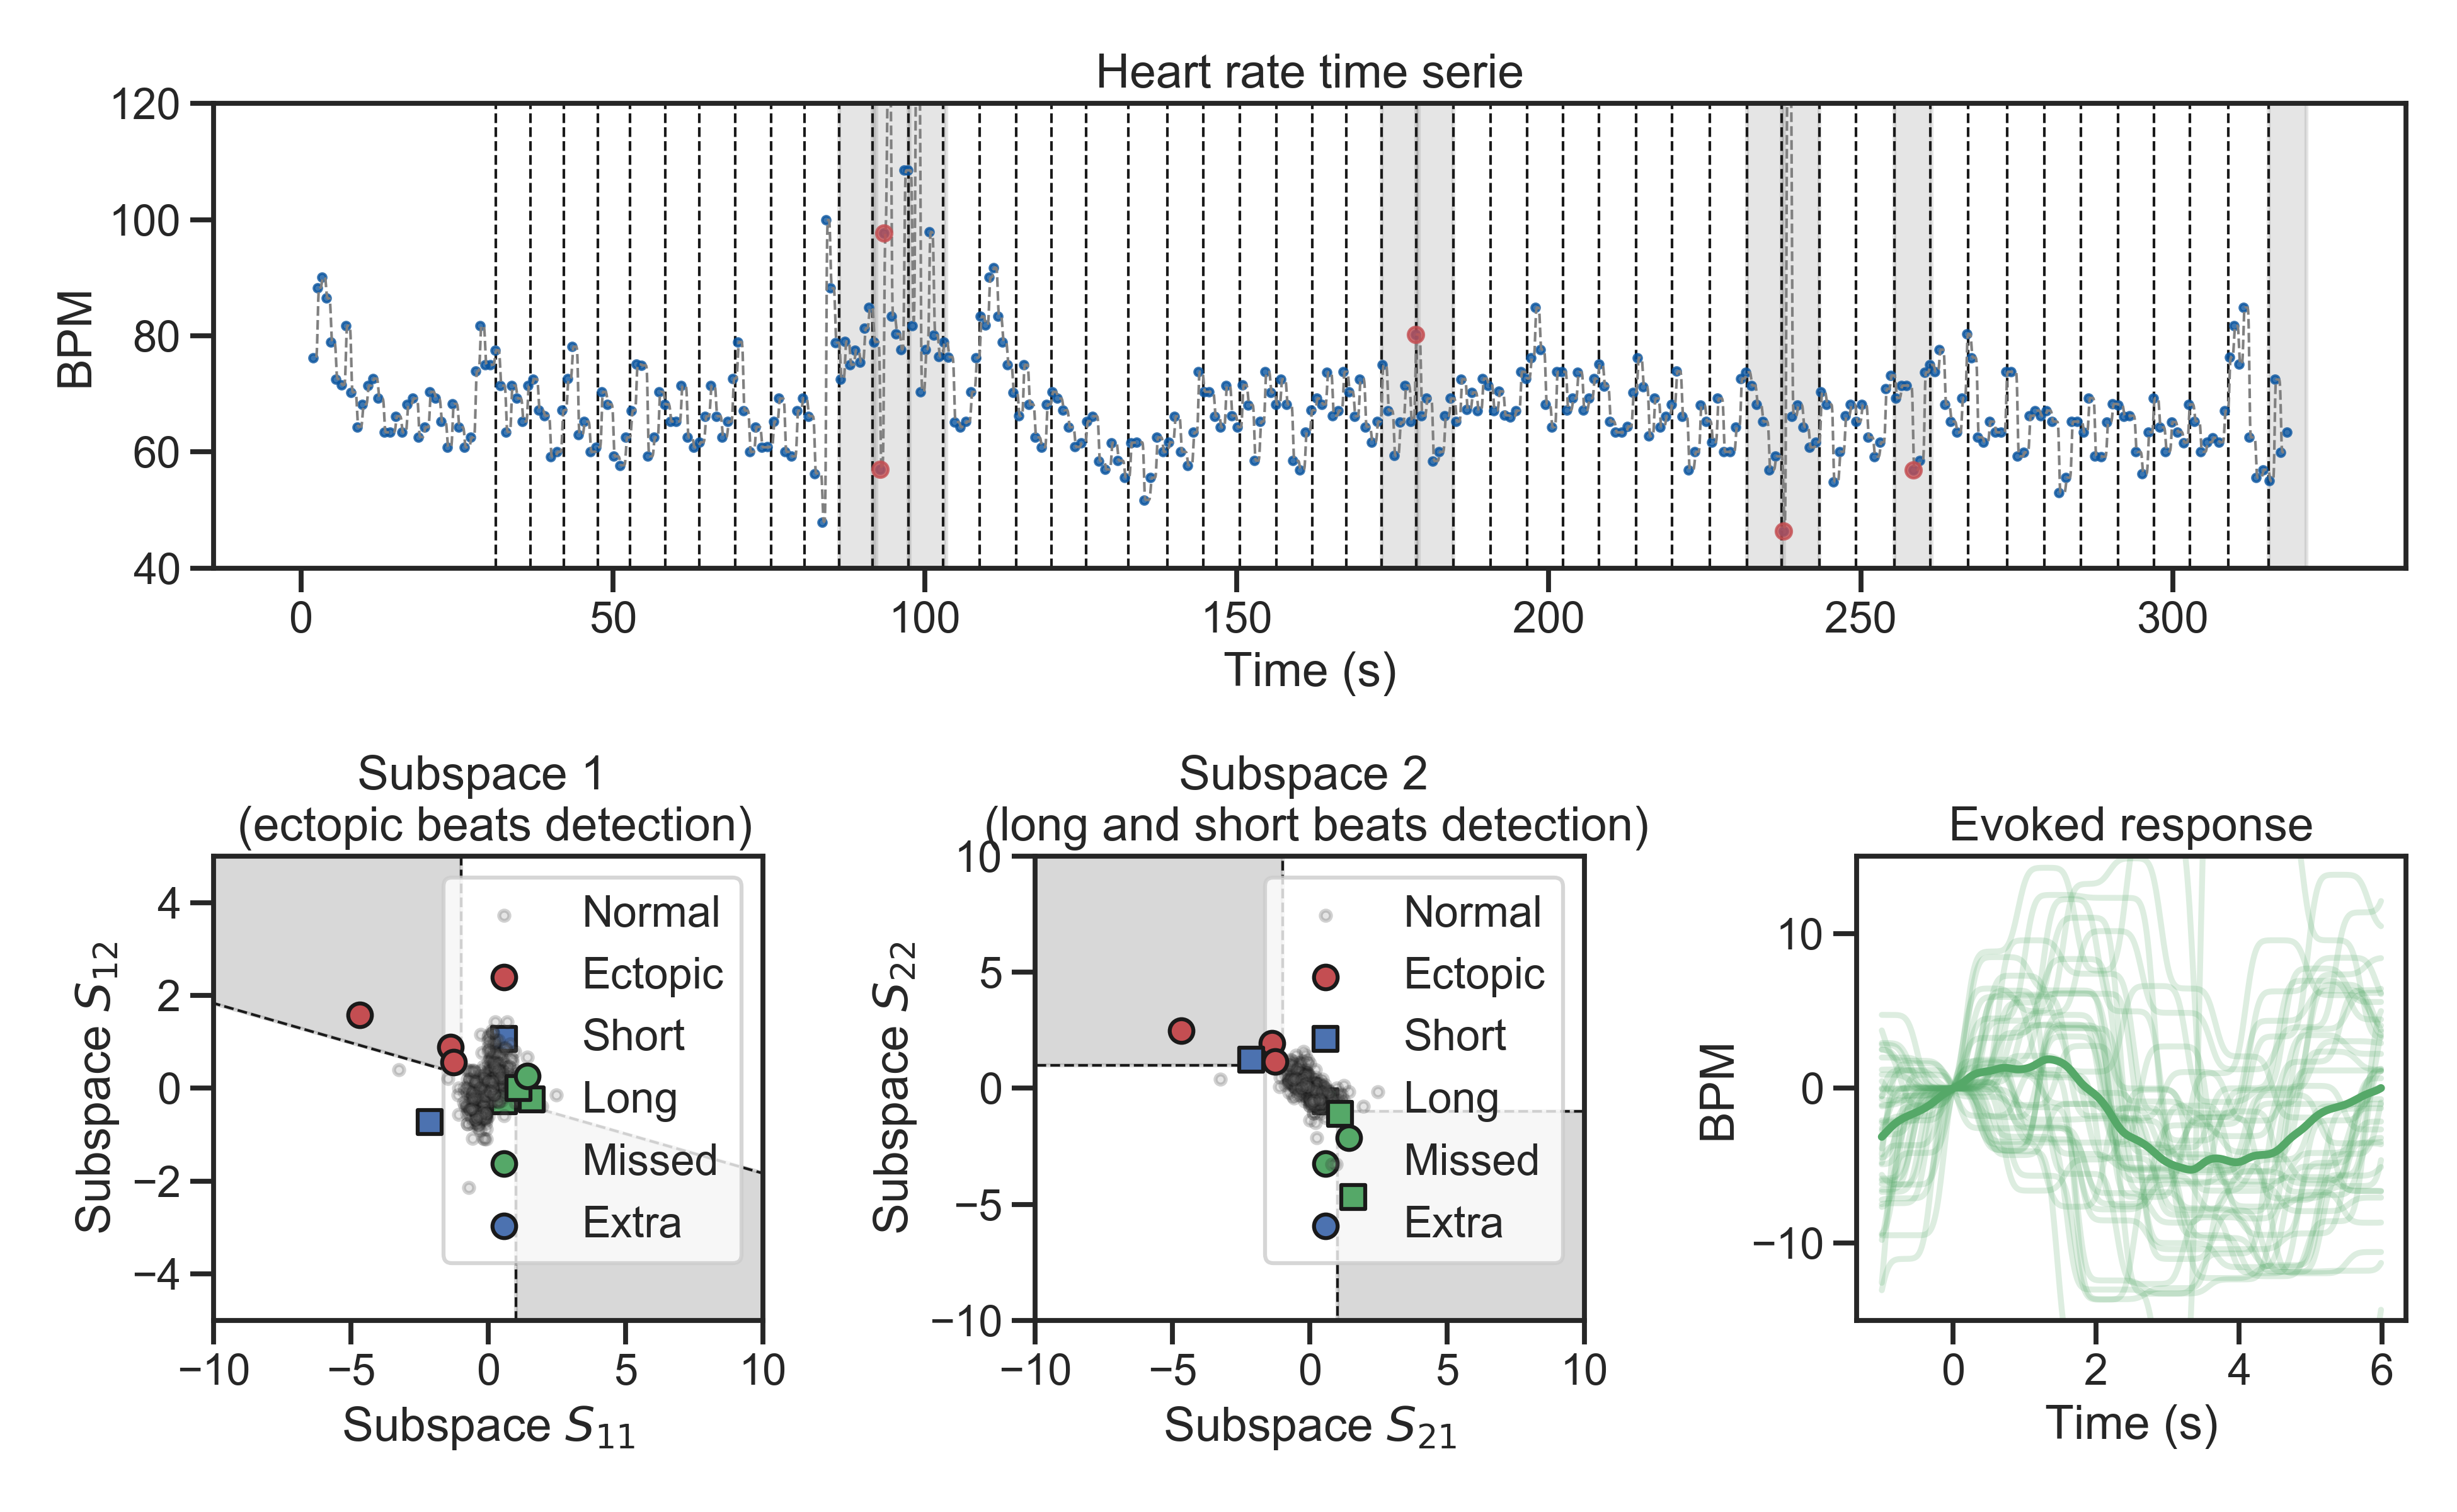 Heart rate time serie
BPM
120
100
80
60
40
0 50 100 150 200 250 300
Time (s)
Subspace 1
(ectopic beats detection)
Subspace S₁₂
4
2
0
−2
−4
Normal
Ectopic
Short
Long
Missed
Extra
−10 −5 0 5 10
Subspace S₁₁
Subspace 2
(long and short beats detection)
Subspace S₂₂
10
5
0
−5
−10
Normal
Ectopic
Short
Long
Missed
Extra
−10 −5 0 5 10
Subspace S₂₁
Evoked response
BPM
10
0
−10
0 2 4 6
Time (s)